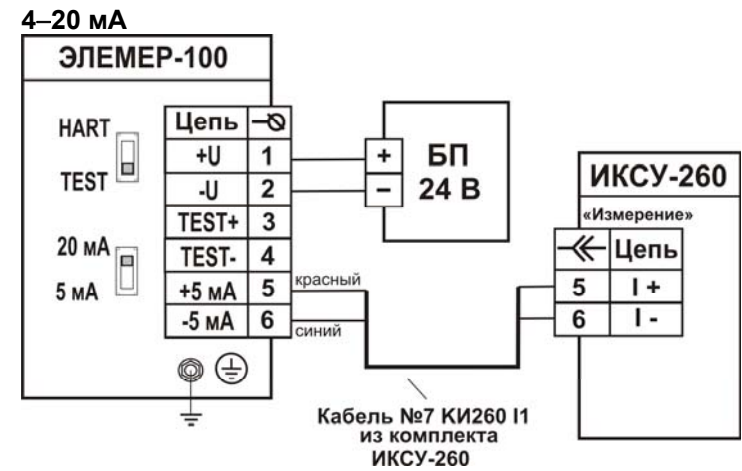 4–20 мА
ЭЛЕМЕР-100
HART
TEST
20 мА
5 мА
Цепь
+U 1
-U 2
TEST+ 3
TEST- 4
+5 мА 5
-5 мА 6
красный
синий
+
−
БП
24 В
ИКСУ-260
«Измерение»
Цепь
5 I +
6 I -
Кабель №7 КИ260 I1
из комплекта
ИКСУ-260